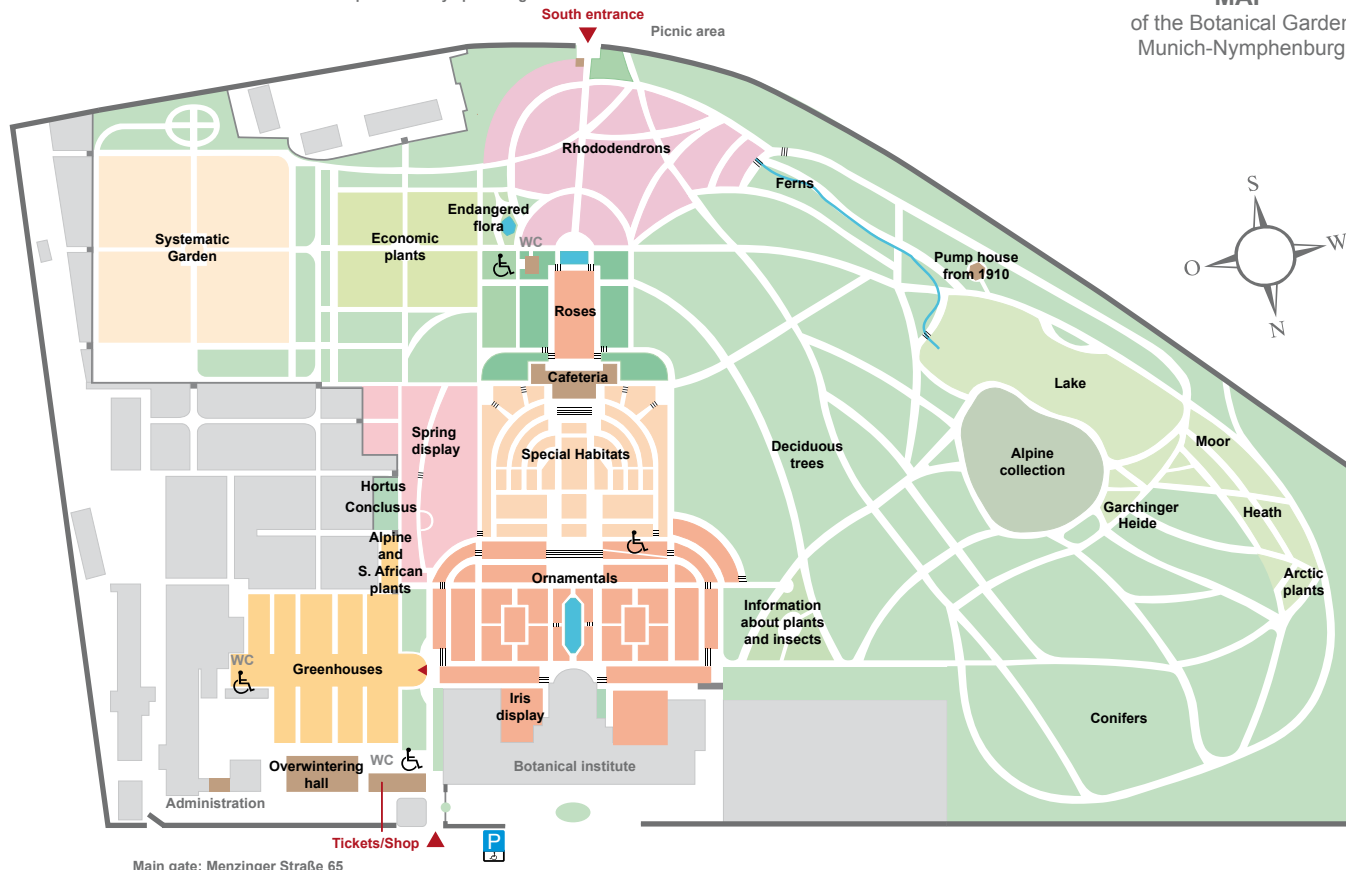 South entrance
Picnic area
MAP
of the Botanical Garden
Munich-Nymphenburg
Rhododendrons
Ferns
S
W
O
N
Endangered
flora
WC
Systematic
Garden
Economic
plants
Pump house
from 1910
Roses
Cafeteria
Lake
Spring
display
Special Habitats
Deciduous
trees
Alpine
collection
Moor
Hortus
Conclusus
Garchinger
Heide
Heath
Alpine
and
S. African
plants
Ornamentals
Arctic
plants
Information
about plants
and insects
WC
Greenhouses
Iris
display
Conifers
Overwintering
hall
WC
Botanical institute
Administration
Tickets/Shop
P
Main gate: Menzinger Straße 65